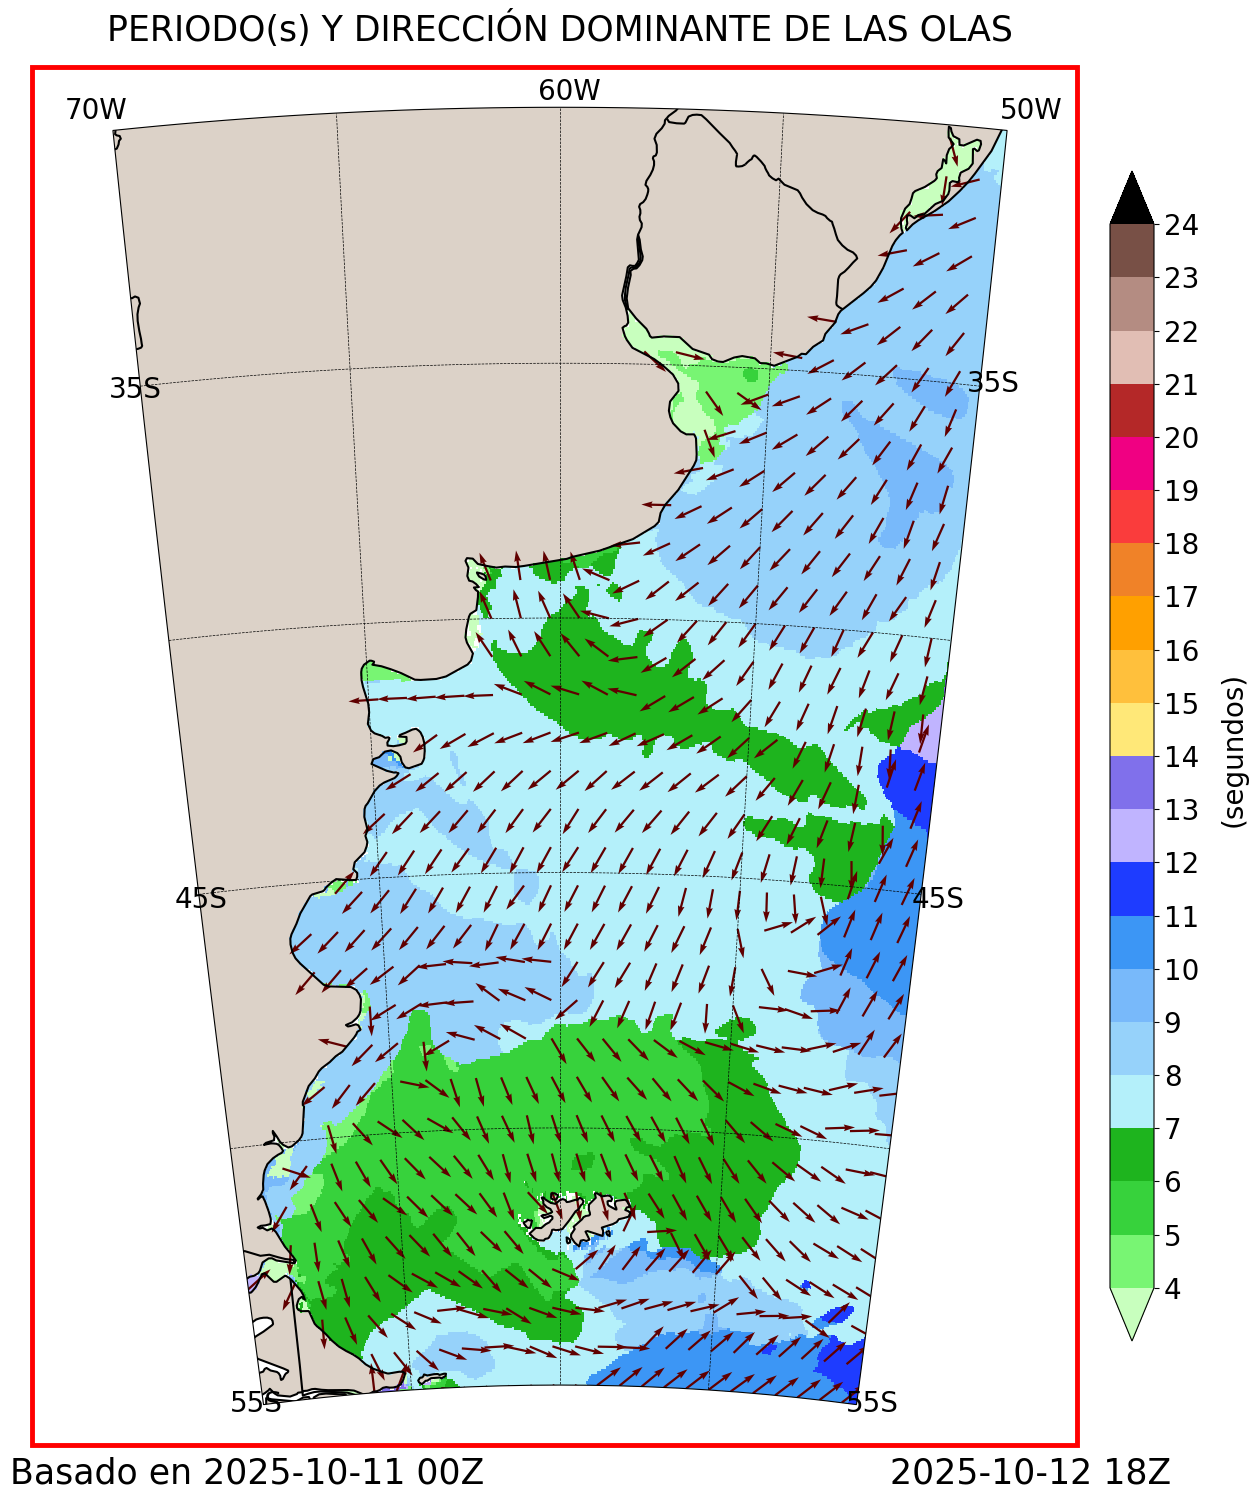 PERIODO(s) Y DIRECCIÓN DOMINANTE DE LAS OLAS
70W
60W
50W
35S
35S
45S
45S
55S
55S
24
23
22
21
20
19
18
17
16
15
14
13
12
11
10
9
8
7
6
5
4
(segundos)
Basado en 2025-10-11 00Z
2025-10-12 18Z